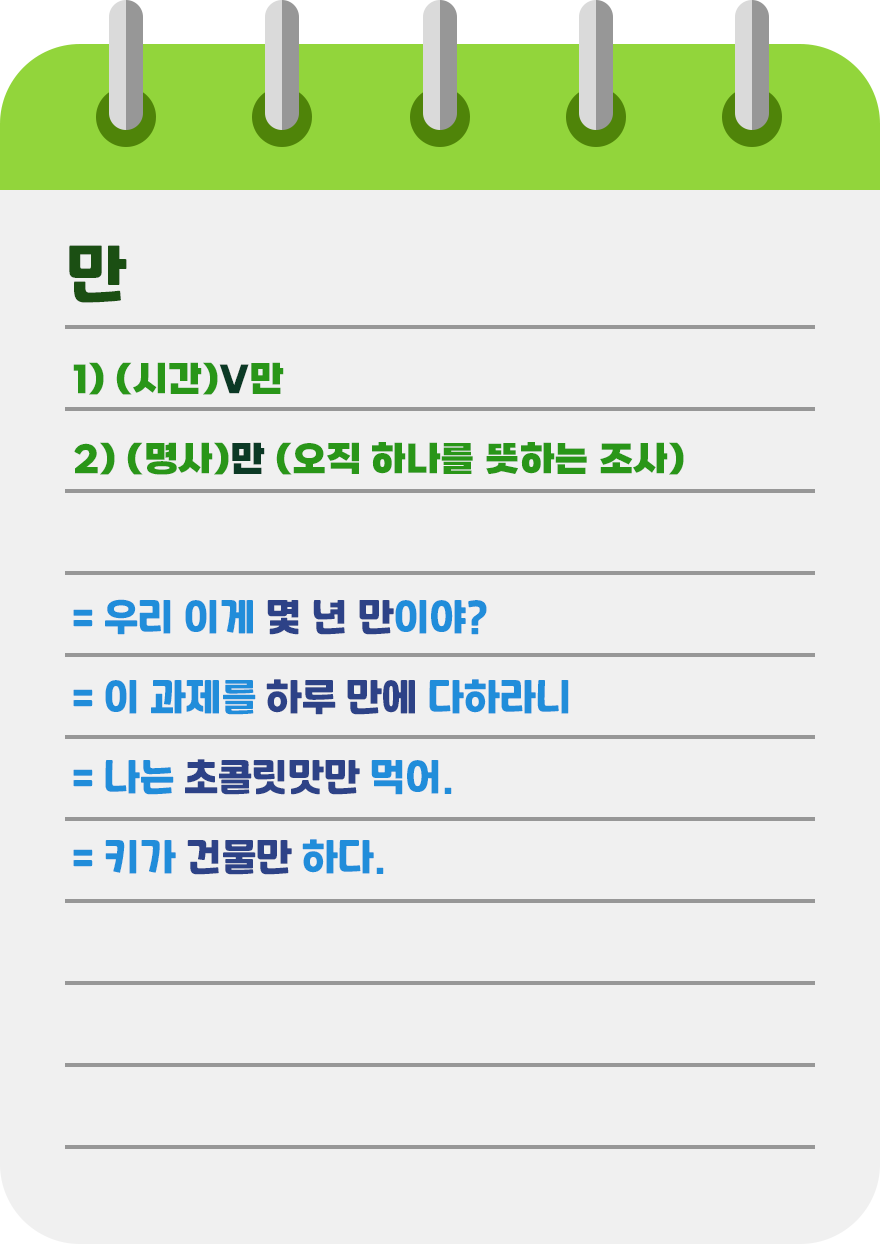 만
1) (시간)V만
2) (명사)만 (오직 하나를 뜻하는 조사)
= 우리 이게 몇 년 만이야?
= 이 과제를 하루 만에 다하라니
= 나는 초콜릿맛만 먹어.
= 키가 건물만 하다.